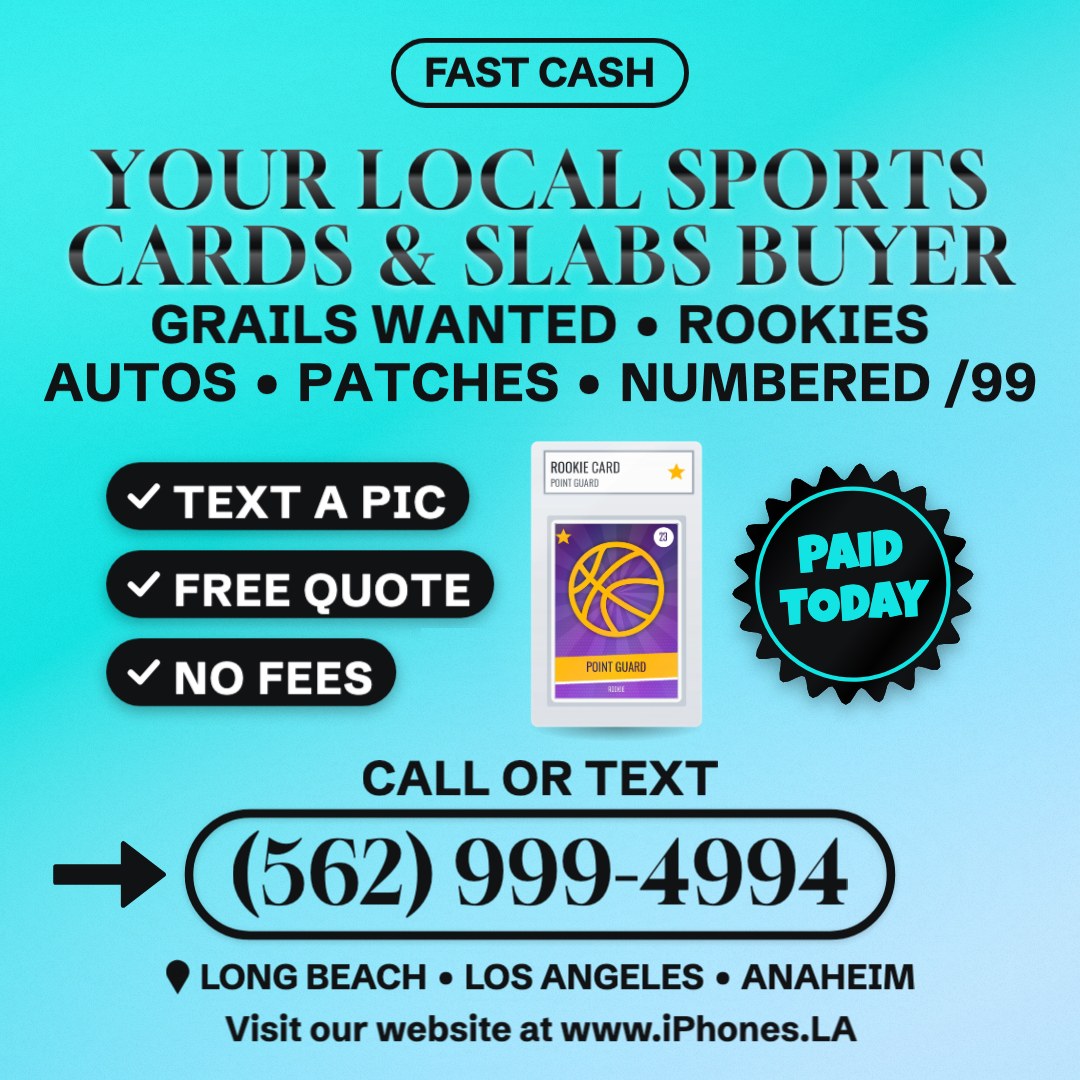 FAST CASH
YOUR LOCAL SPORTS
CARDS & SLABS BUYER
GRAILS WANTED • ROOKIES
AUTOS • PATCHES • NUMBERED /99
TEXT A PIC
FREE QUOTE
NO FEES
ROOKIE CARD
POINT GUARD
23
POINT GUARD
ROOKIE
PAID
TODAY
CALL OR TEXT
(562) 999-4994
LONG BEACH • LOS ANGELES • ANAHEIM
Visit our website at www.iPhones.LA